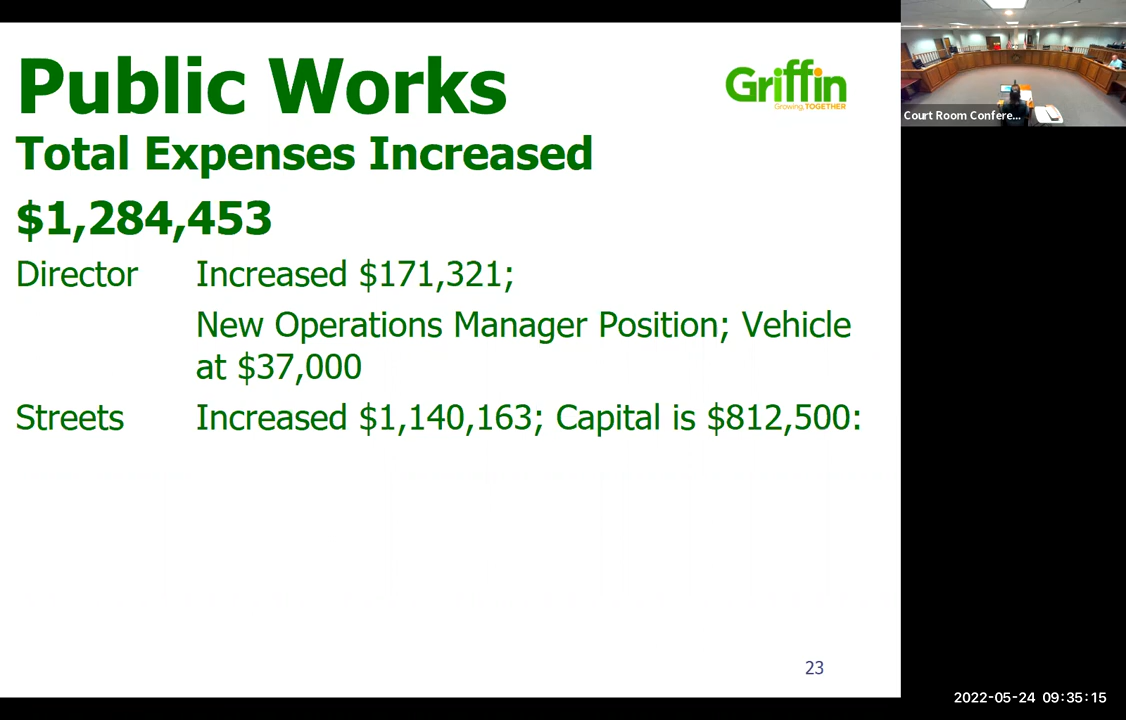 Public Works
Griffin
Growing, TOGETHER
Court Room Confere...
Total Expenses Increased
$1,284,453
Director Increased $171,321;
New Operations Manager Position; Vehicle
at $37,000
Streets Increased $1,140,163; Capital is $812,500:
23
2022-05-24 09:35:15